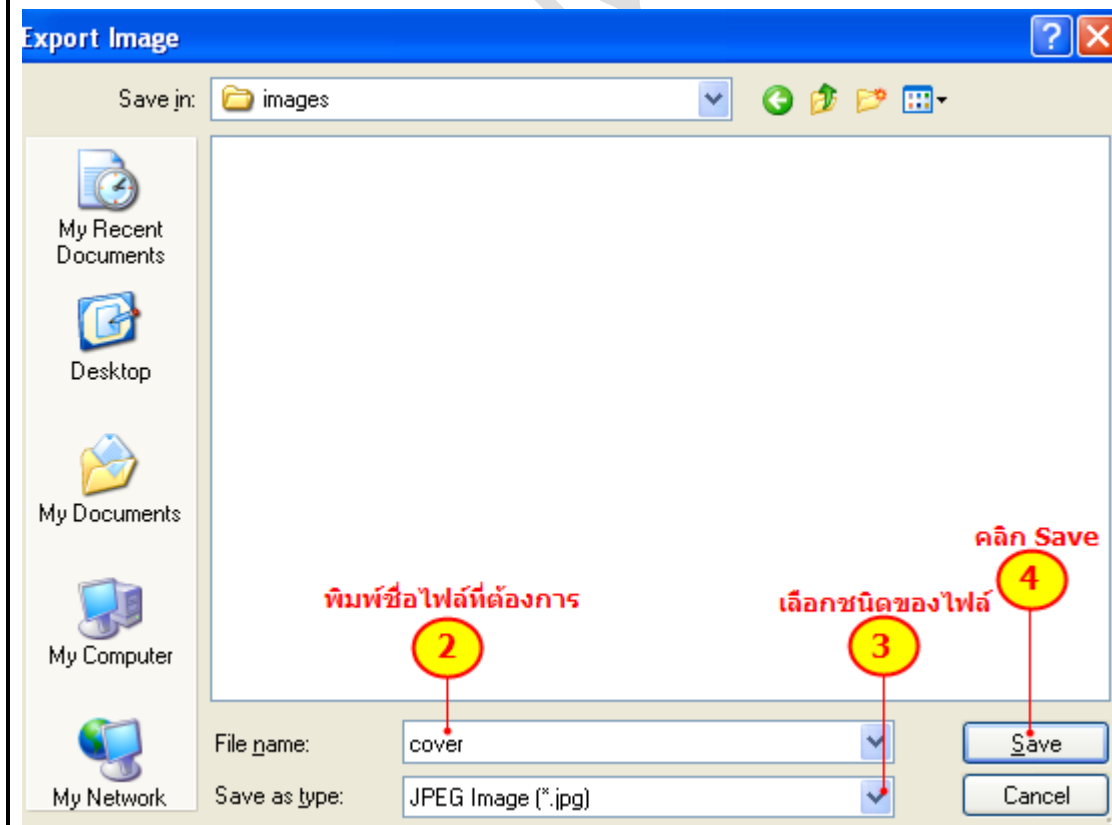 Export Image
Save in: images
My Recent
Documents
Desktop
My Documents
คลิก Save
4
พิมพ์ชื่อไฟล์ที่ต้องการ
เลือกชนิดของไฟล์
2
3
My Computer
File name: cover Save
My Network Save as type: JPEG Image (*.jpg) Cancel